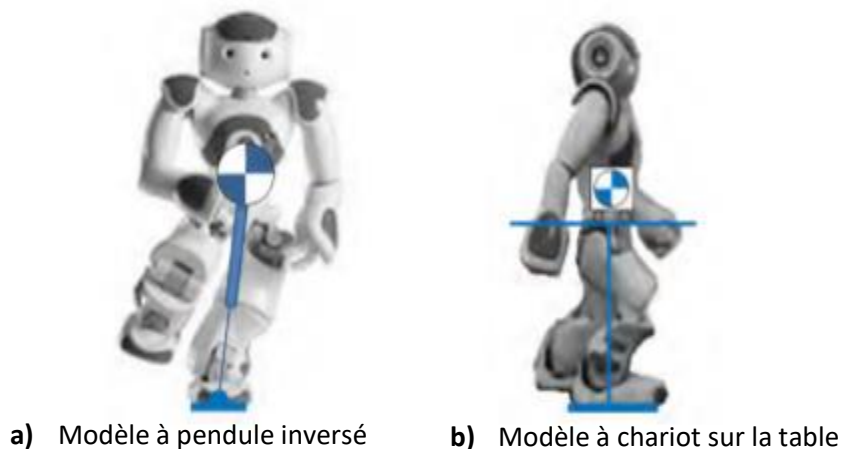 a) Modèle à pendule inversé
b) Modèle à chariot sur la table